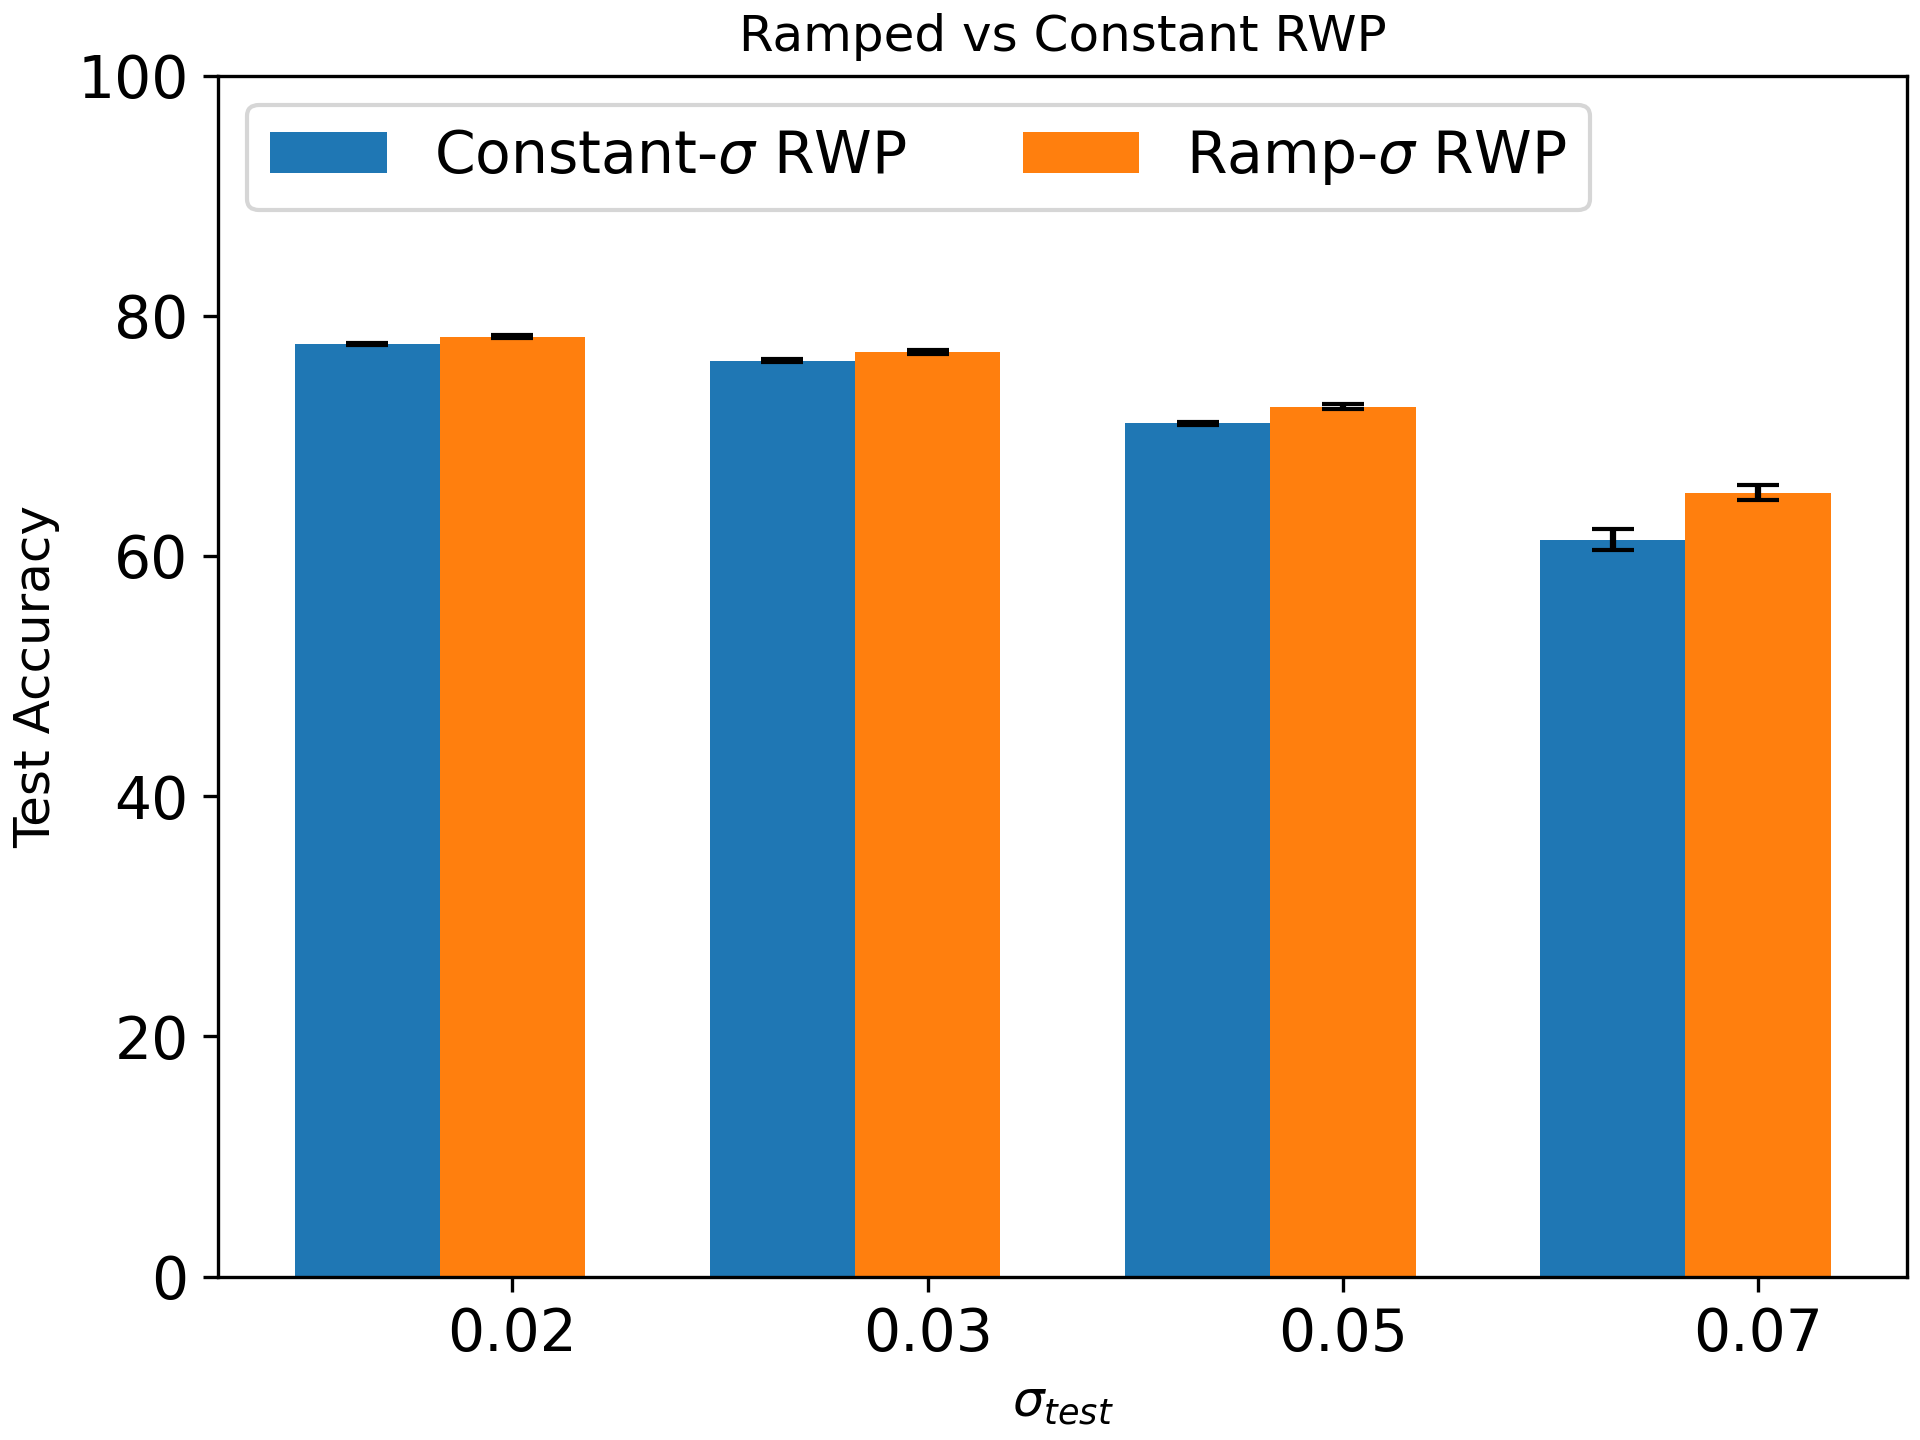 Ramped vs Constant RWP
100
Constant-σ RWP
Ramp-σ RWP
80
60
40
20
0
Test Accuracy
0.02 0.03 0.05 0.07
σtest